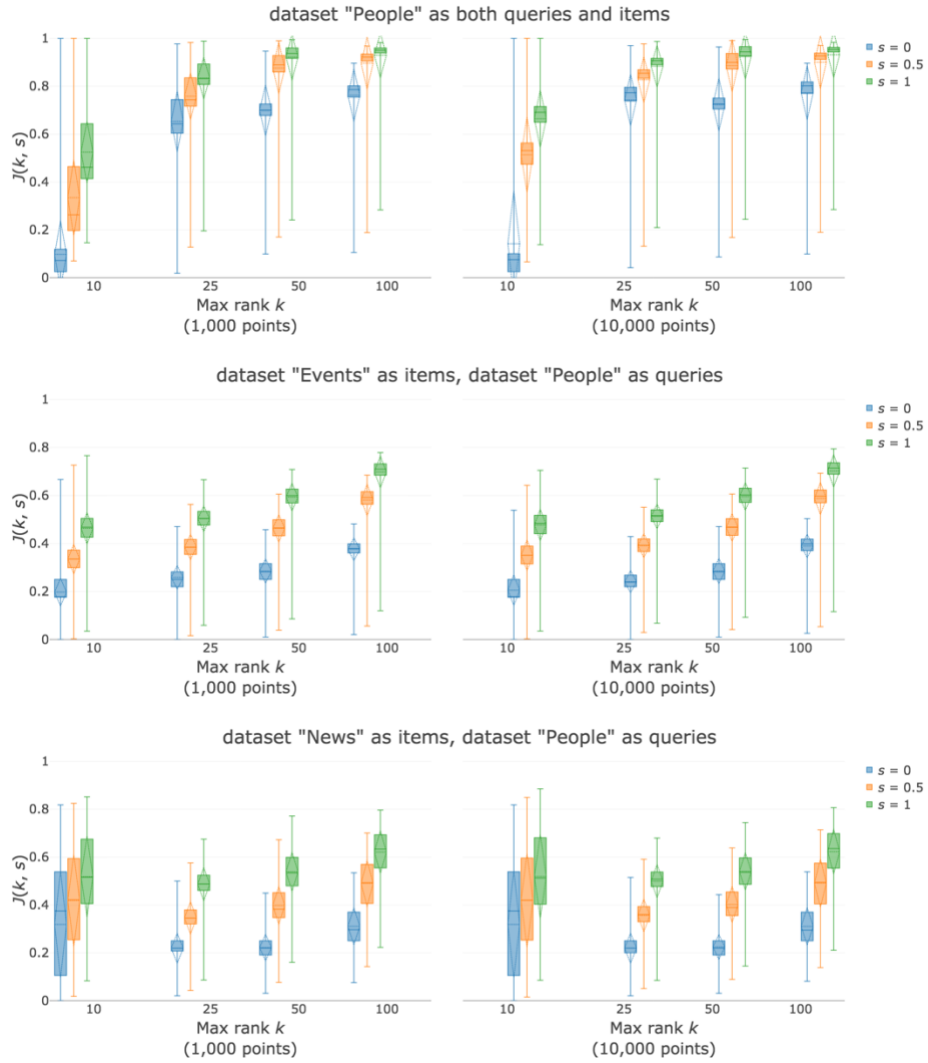 dataset "People" as both queries and items
1
0.8
0.6
0.4
0.2
0
J(k, s)
10 25 50 100
Max rank k
(1,000 points)
10 25 50 100
Max rank k
(10,000 points)
s = 0
s = 0.5
s = 1
dataset "Events" as items, dataset "People" as queries
1
0.8
0.6
0.4
0.2
0
J(k, s)
10 25 50 100
Max rank k
(1,000 points)
10 25 50 100
Max rank k
(10,000 points)
s = 0
s = 0.5
s = 1
dataset "News" as items, dataset "People" as queries
1
0.8
0.6
0.4
0.2
0
J(k, s)
10 25 50 100
Max rank k
(1,000 points)
10 25 50 100
Max rank k
(10,000 points)
s = 0
s = 0.5
s = 1